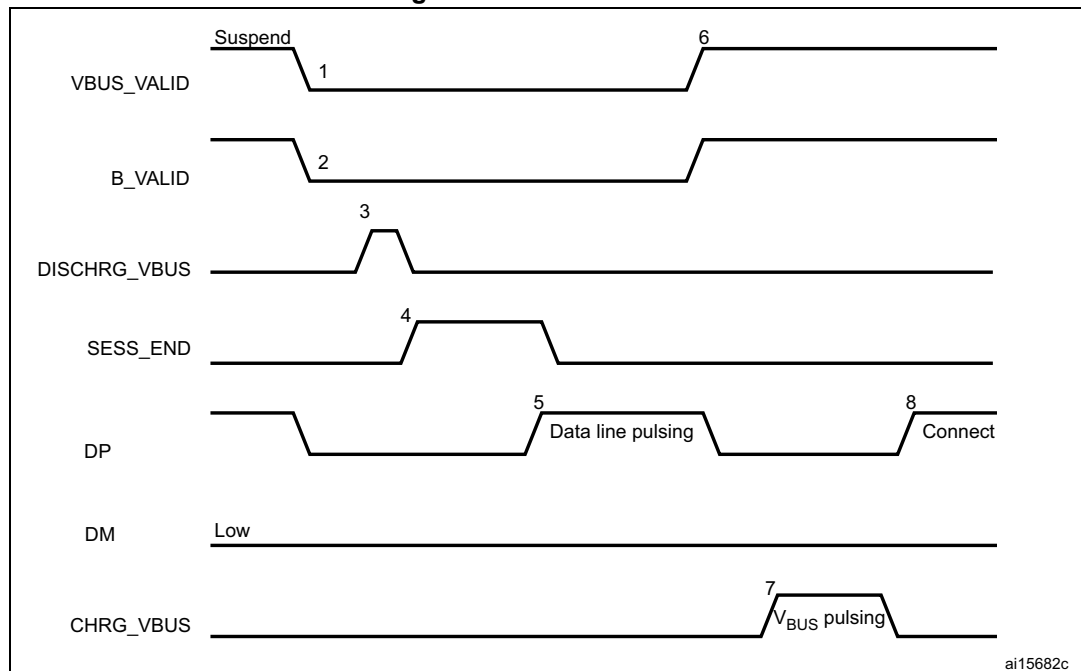 Suspend
6
VBUS_VALID
1
B_VALID
2
3
DISCHRG_VBUS
4
SESS_END
5
8
DP
Data line pulsing
Connect
DM
Low
7
CHRG_VBUS
VBUS pulsing
ai15682c